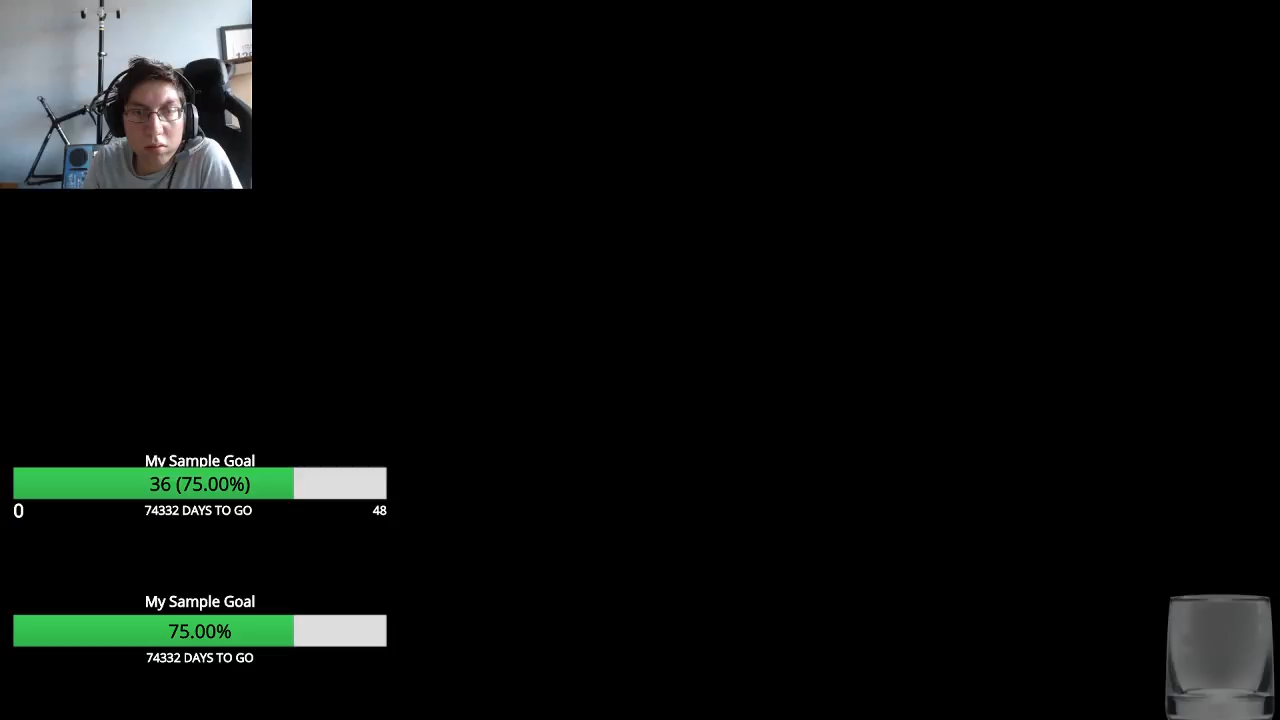 My Sample Goal
36 (75.00%)
0 74332 DAYS TO GO 48
My Sample Goal
75.00%
74332 DAYS TO GO